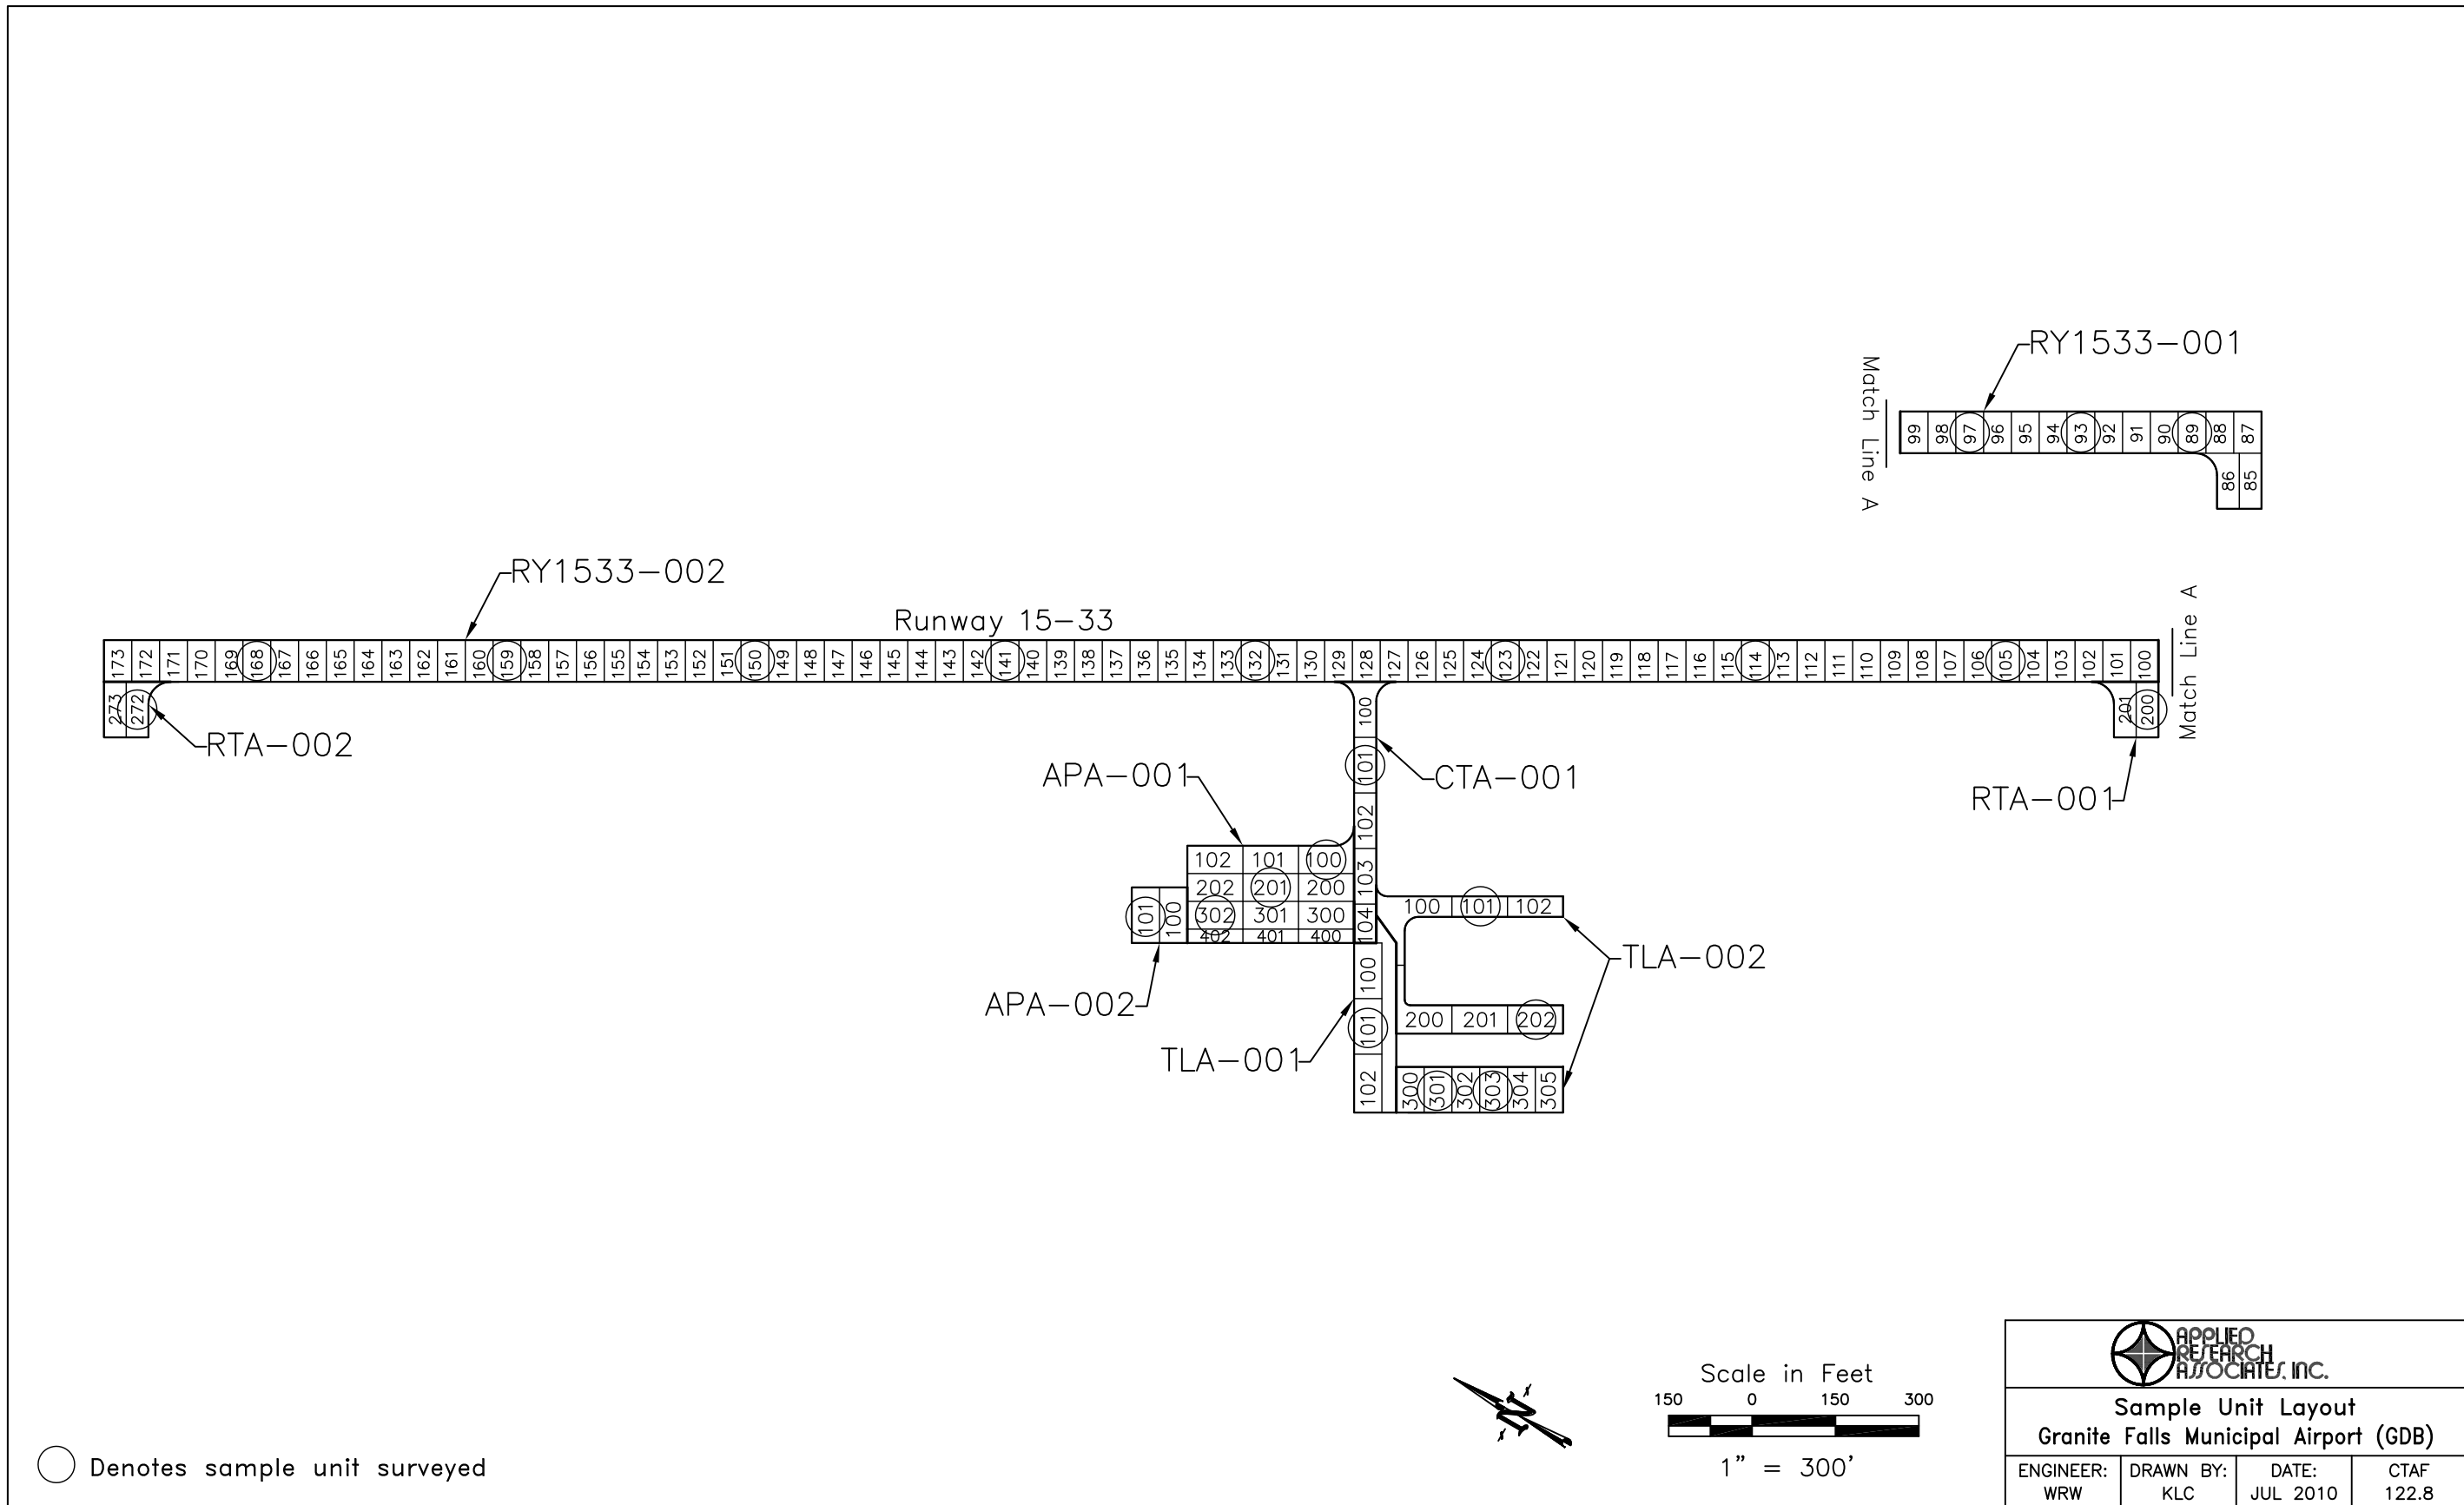 RY1533-001
Match Line A
99 98 97 96 95 94 93 92 91 90 89 88 87
86 85
RY1533-002
Runway 15-33
Match Line A
173 172 171 170 169 168 167 166 165 164 163 162 161 160 159 158 157 156 155 154 153 152 151 150 149 148 147 146 145 144 143 142 141 140 139 138 137 136 135 134 133 132 131 130 129 128 127 126 125 124 123 122 121 120 119 118 117 116 115 114 113 112 111 110 109 108 107 106 105 104 103 102 101 100
273 272
201 200
RTA-002
RTA-001
100
101
102
103
104
CTA-001
APA-001
102 101 100
202 201 200
302 301 300
402 401 400
101 100
APA-002
100 101 102
TLA-002
200 201 202
100
101
102
TLA-001
300 301 302 303 304 305
N
Scale in Feet
150 0 150 300
1" = 300'
Denotes sample unit surveyed
APPLIED
RESEARCH
ASSOCIATES, INC.
Sample Unit Layout
Granite Falls Municipal Airport (GDB)
ENGINEER: DRAWN BY: DATE: CTAF
WRW KLC JUL 2010 122.8